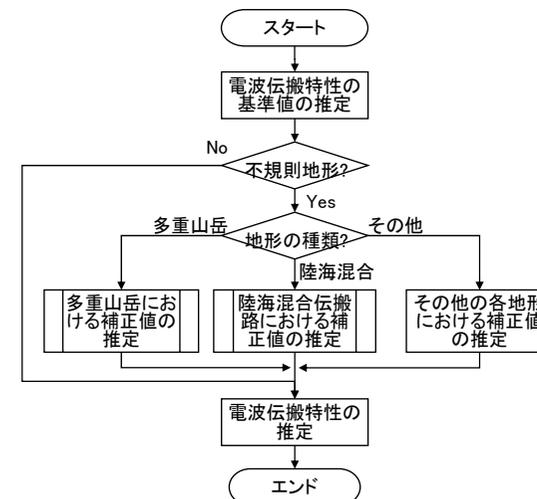 スタート
電波伝搬特性の
基準値の推定
No
不規則地形?
Yes
多重山岳
その他
地形の種類?
陸海混合
多重山岳にお
ける補正値の
推定
陸海混合伝搬
路における補
正値の推定
その他の各地形
における補正値
の推定
電波伝搬特性の
推定
エンド